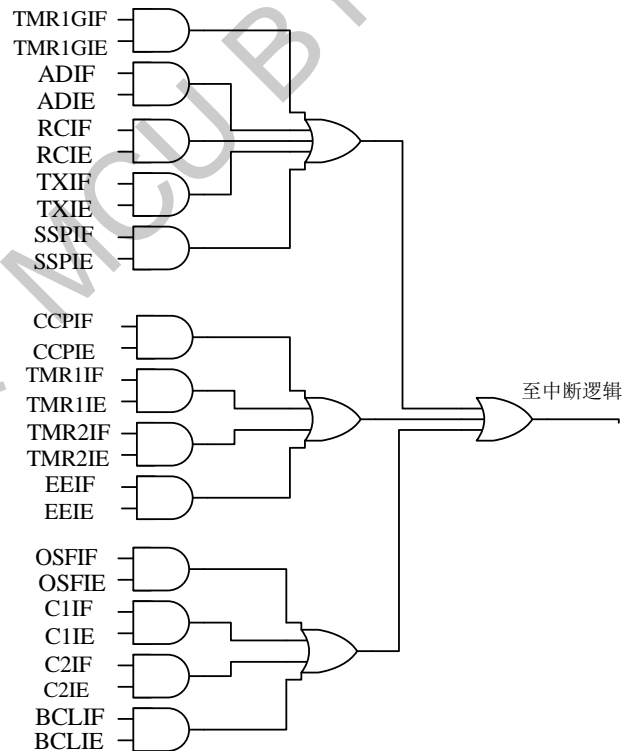 TMR1GIF
TMR1GIE
ADIF
ADIE
RCIF
RCIE
TXIF
TXIE
SSPIF
SSPIE
CCPIF
CCPIE
TMR1IF
TMR1IE
TMR2IF
TMR2IE
EEIF
EEIE
至中断逻辑
OSFIF
OSFIE
C1IF
C1IE
C2IF
C2IE
BCLIF
BCLIE
MCU B